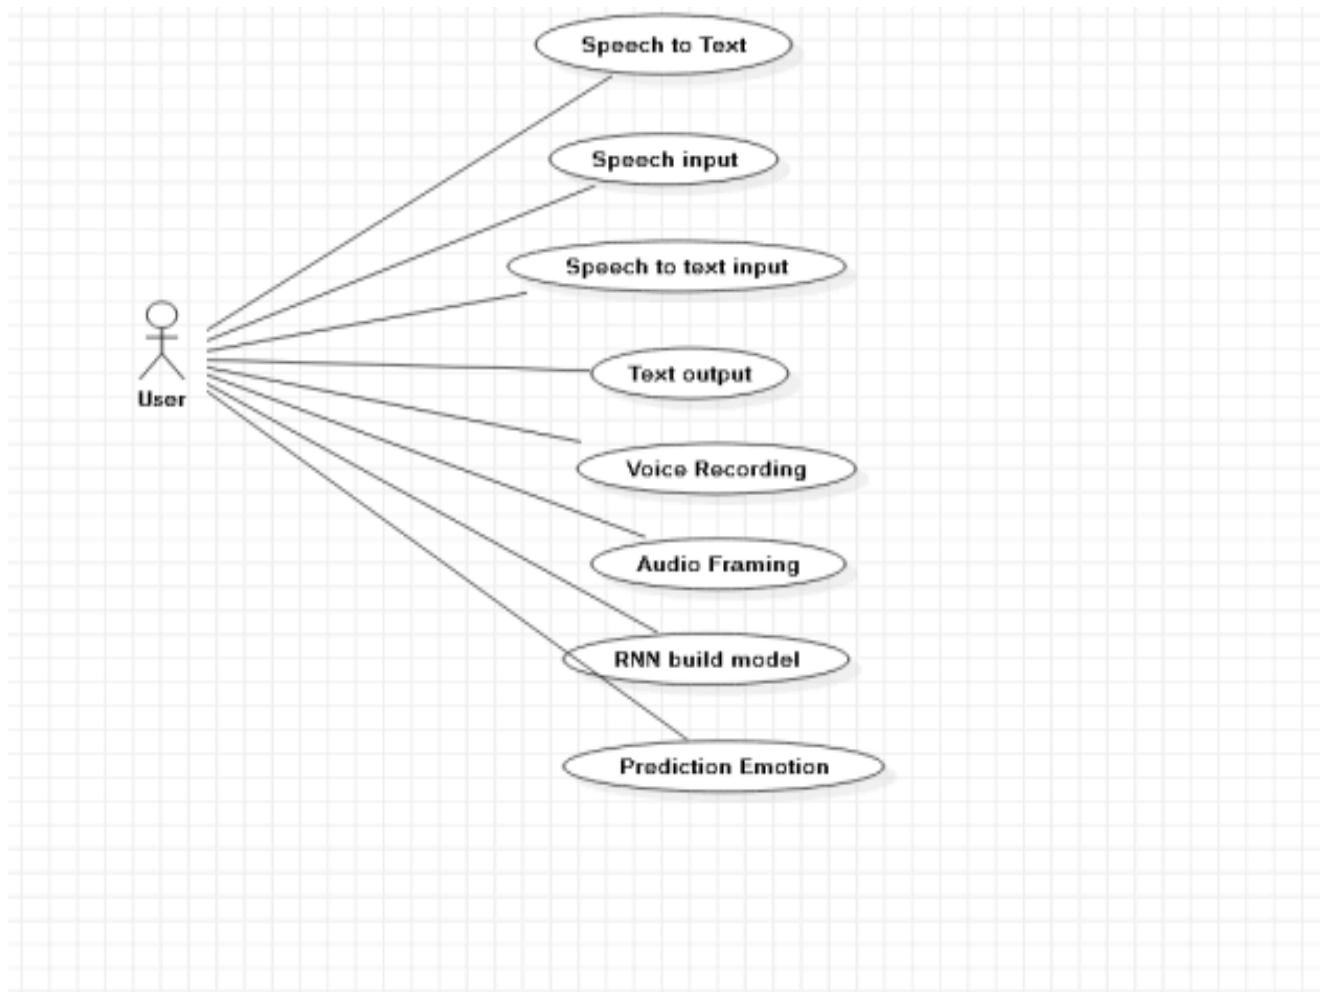 Speech to Text
Speech input
Speech to text input
User
Text output
Voice Recording
Audio Framing
RNN build model
Prediction Emotion